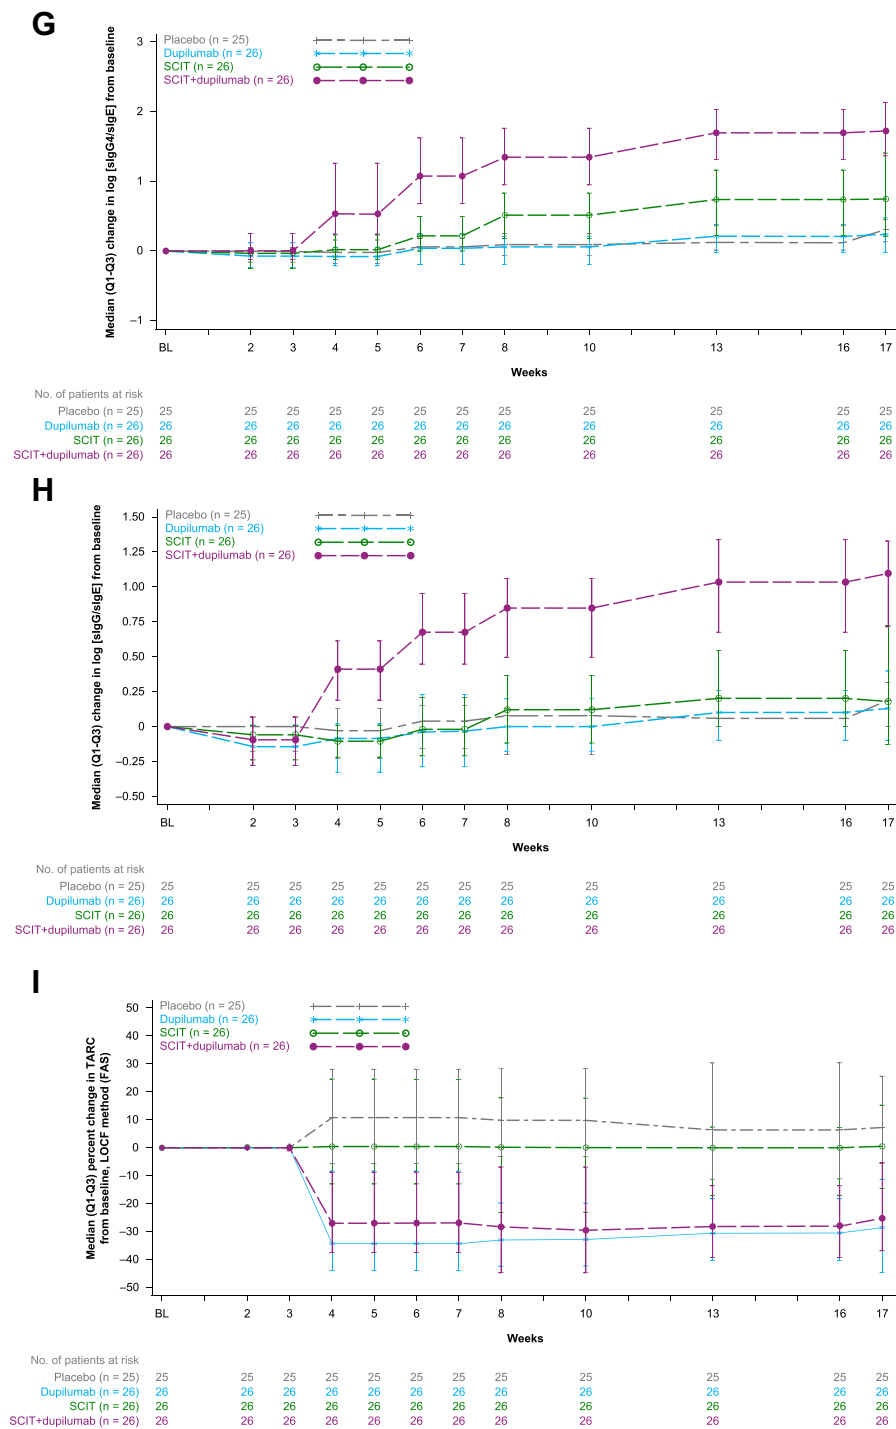 G
Median (Q1-Q3) change in log [sIgG4/sIgE] from baseline
Placebo (n = 25)
Dupilumab (n = 26)
SCIT (n = 26)
SCIT+dupilumab (n = 26)
3
2
1
0
–1
BL 2 3 4 5 6 7 8 10 13 16 17
Weeks
No. of patients at risk
Placebo (n = 25) 25 25 25 25 25 25 25 25 25 25 25 25
Dupilumab (n = 26) 26 26 26 26 26 26 26 26 26 26 26 26
SCIT (n = 26) 26 26 26 26 26 26 26 26 26 26 26 26
SCIT+dupilumab (n = 26) 26 26 26 26 26 26 26 26 26 26 26 26
H
Median (Q1-Q3) change in log [sIgG/sIgE] from baseline
Placebo (n = 25)
Dupilumab (n = 26)
SCIT (n = 26)
SCIT+dupilumab (n = 26)
1.50
1.25
1.00
0.75
0.50
0.25
0
–0.25
–0.50
BL 2 3 4 5 6 7 8 10 13 16 17
Weeks
No. of patients at risk
Placebo (n = 25) 25 25 25 25 25 25 25 25 25 25 25 25
Dupilumab (n = 26) 26 26 26 26 26 26 26 26 26 26 26 26
SCIT (n = 26) 26 26 26 26 26 26 26 26 26 26 26 26
SCIT+dupilumab (n = 26) 26 26 26 26 26 26 26 26 26 26 26 26
I
Median (Q1-Q3) percent change in TARC
from baseline, LOCF method (FAS)
Placebo (n = 25)
Dupilumab (n = 26)
SCIT (n = 26)
SCIT+dupilumab (n = 26)
50
40
30
20
10
0
–10
–20
–30
–40
–50
BL 2 3 4 5 6 7 8 10 13 16 17
Weeks
No. of patients at risk
Placebo (n = 25) 25 25 25 25 25 25 25 25 25 25 25 25
Dupilumab (n = 26) 26 26 26 26 26 26 26 26 26 26 26 26
SCIT (n = 26) 26 26 26 26 26 26 26 26 26 26 26 26
SCIT+dupilumab (n = 26) 26 26 26 26 26 26 26 26 26 26 26 26